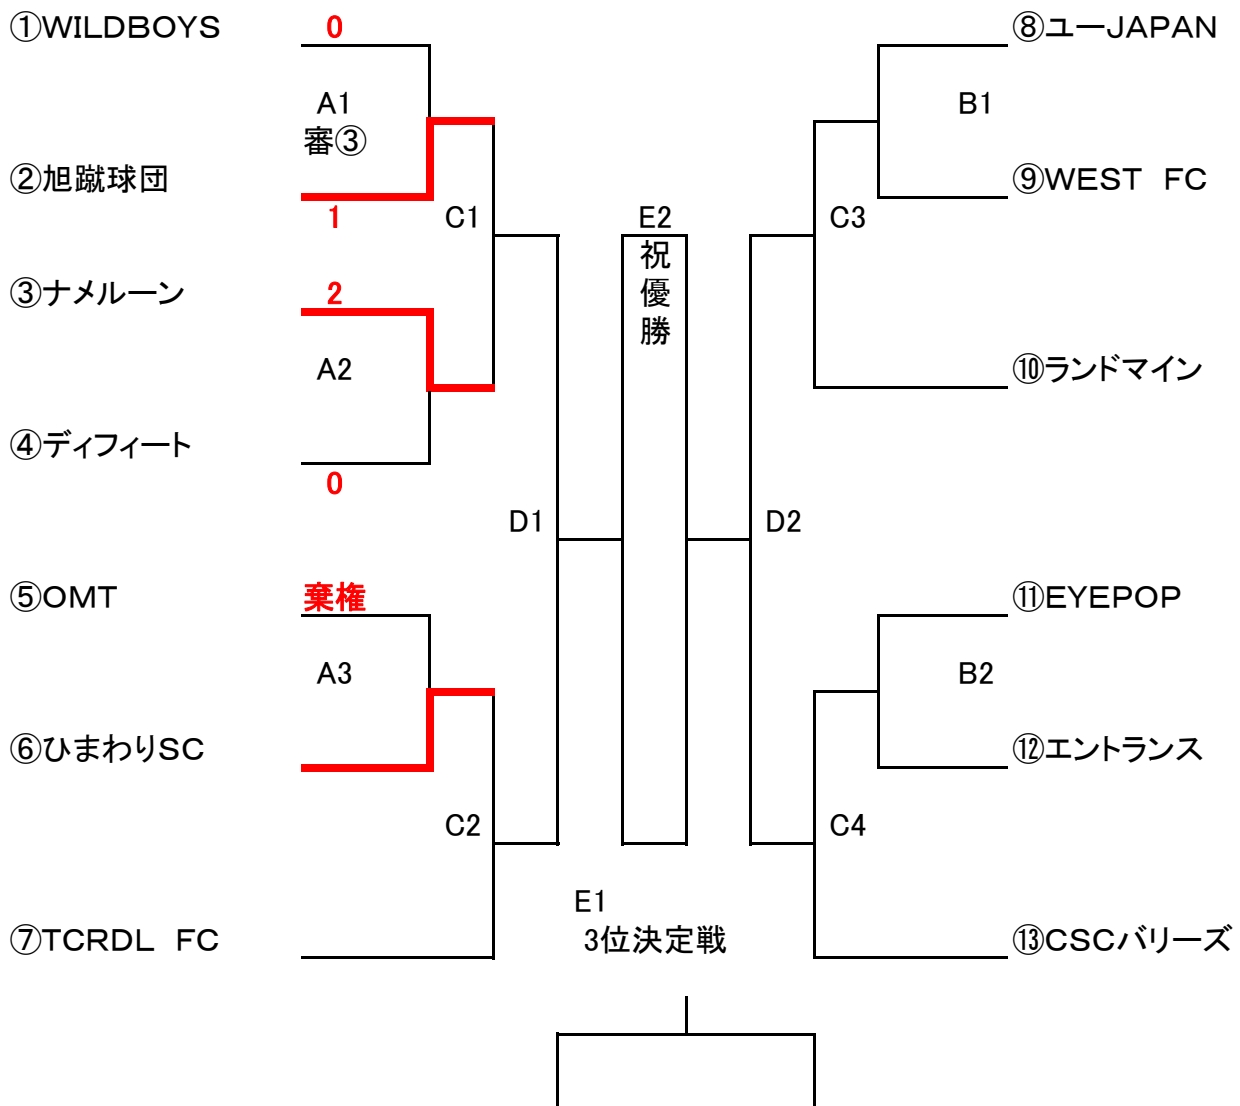 ①WILDBOYS
0
A1
審③
②旭蹴球団
1
C1
③ナメルーン
2
A2
④ディフィート
0
D1
⑤OMT
棄権
A3
⑥ひまわりSC
C2
⑦TCRDL　FC
E2
祝
優
勝
E1
3位決定戦
⑧ユーJAPAN
B1
⑨WEST　FC
C3
⑩ランドマイン
D2
⑪EYEPOP
B2
⑫エントランス
C4
⑬CSCバリーズ